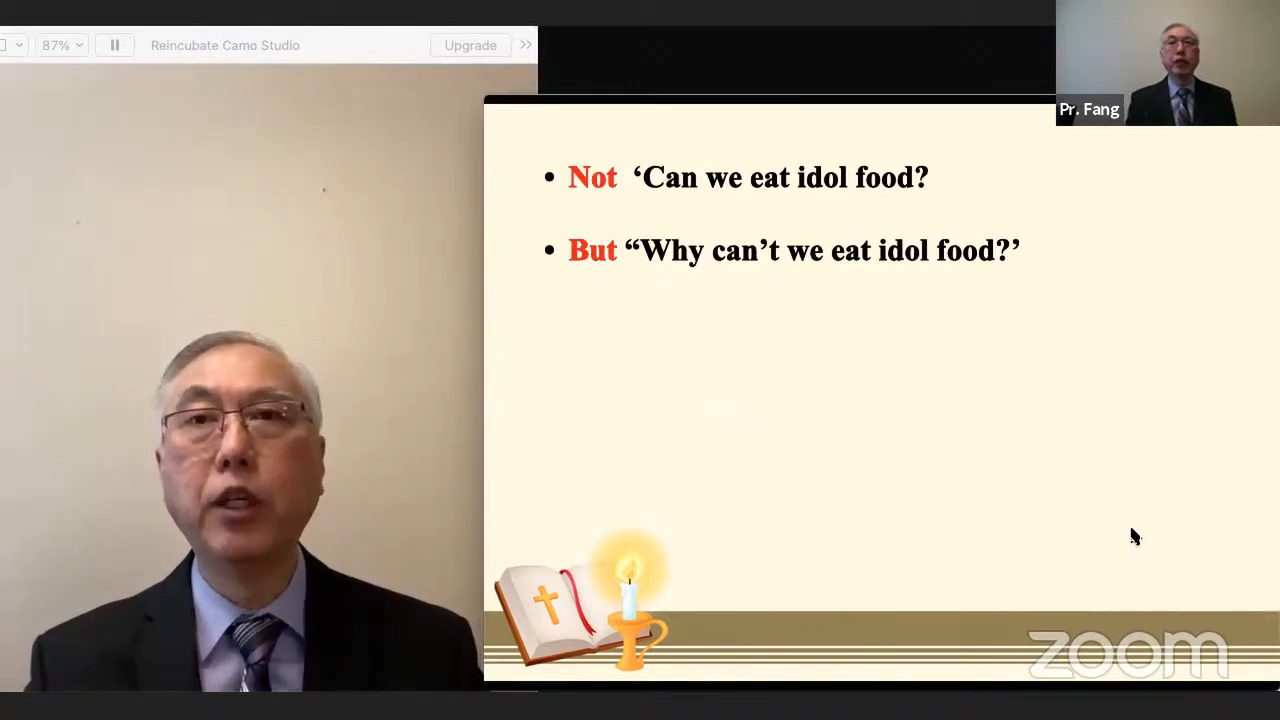 87%
Reincubate Camo Studio
Upgrade
Pr. Fang
• Not ‘Can we eat idol food?
• But “Why can’t we eat idol food?’
zoom